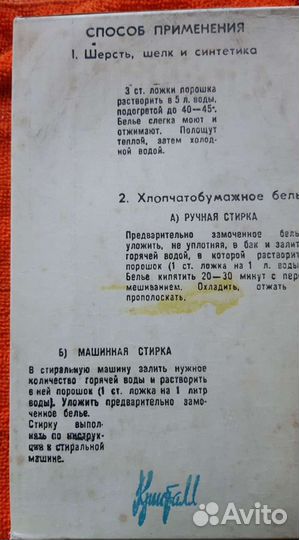 СПОСОБ ПРИМЕНЕНИЯ
1. Шерсть, шелк и синтетика
3 ст. ложки порошка
растворить в 5 л. воды,
подогретой до 40—45°.
Белье слегка моют и
отжимают. Полощут
теплой, затем холод-
ной водой.
2. Хлопчатобумажное бель
А) РУЧНАЯ СТИРКА
Предварительно замоченное бель
уложить, не уплотняя, в бак и залит
горячей водой, в которой растворит
порошок (1 ст. ложка на 1 л. воды
Белье кипятить 20—30 минут с пере
мешиванием. Охладить, отжать
прополоскать.
Б) МАШИННАЯ СТИРКА
В стиральную машину залить нужное
количество горячей воды и растворить
в ней порошок (1 ст. ложка на 1 литр
воды). Уложить предварительно замо-
ченное белье.
Стирку выпол-
нять по инструк-
ции к стиральной
машине.
Кристалл
Avito